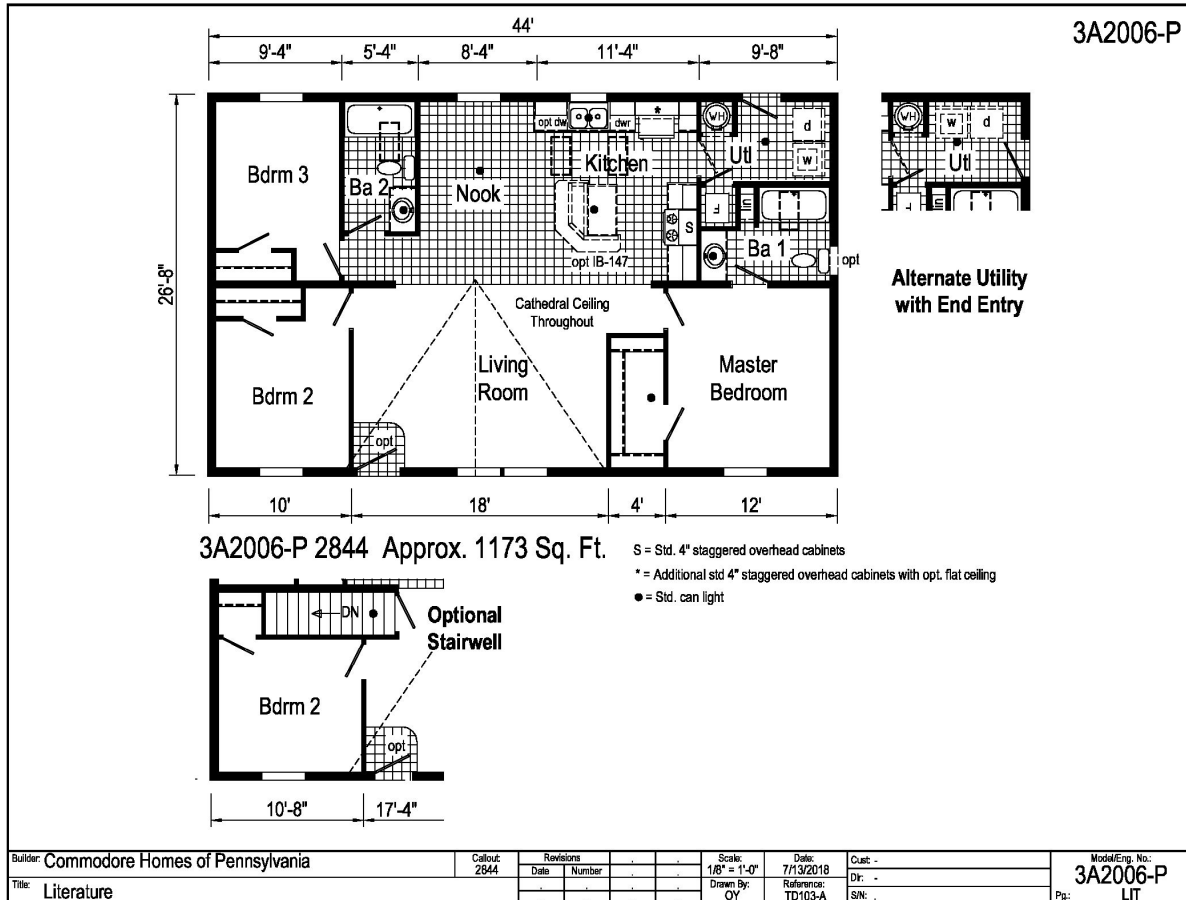 3A2006-P
44'
9'-4" 5'-4" 8'-4" 11'-4" 9'-8"
26'-8"
Bdrm 3
Ba 2
Nook
opt dw
dwr
*
Kitchen
opt IB-147
S
WH
Utl
d
w
F
lin
Ba 1
opt
Bdrm 2
Cathedral Ceiling
Throughout
Living
Room
Master
Bedroom
opt
10' 18' 4' 12'
WH
w
d
Utl
F
lin
Alternate Utility
with End Entry
3A2006-P 2844 Approx. 1173 Sq. Ft.
S = Std. 4" staggered overhead cabinets
* = Additional std 4" staggered overhead cabinets with opt. flat ceiling
● = Std. can light
DN
Optional
Stairwell
Bdrm 2
opt
10'-8" 17'-4"
Builder: Commodore Homes of Pennsylvania
Title: Literature
Callout:
2844
Revisions
Date Number
Scale:
1/8" = 1'-0"
Date:
7/13/2018
Drawn By:
OY
Reference:
TD103-A
Cust: -
Dir: -
S/N: .
Model/Eng. No.:
3A2006-P
Pg.: LIT